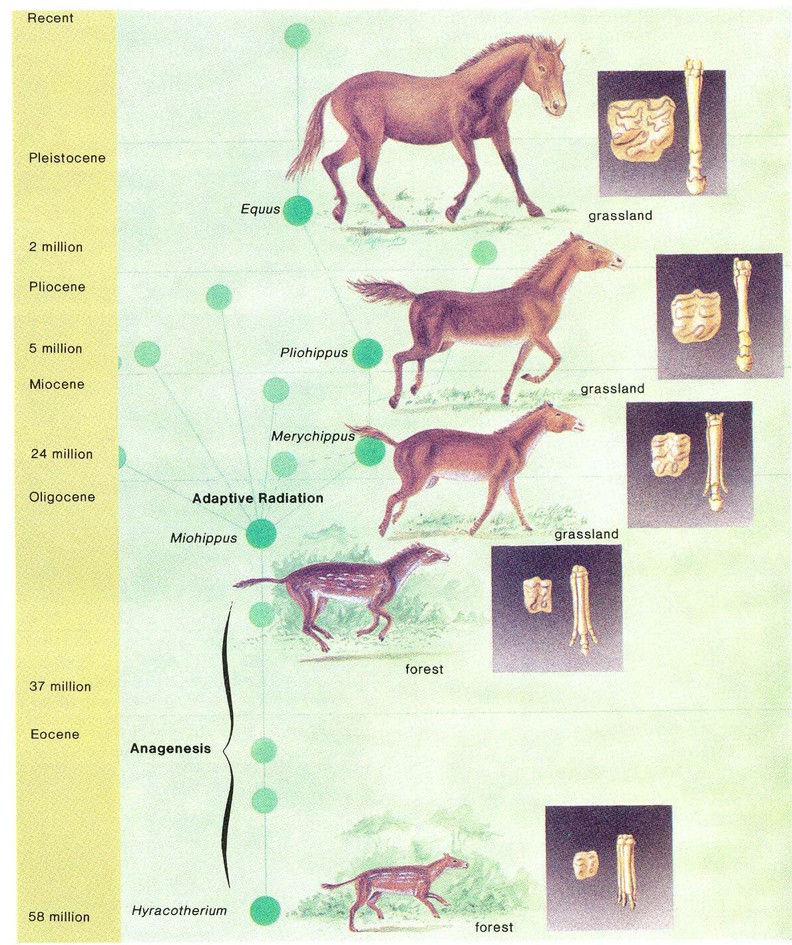 Recent
Pleistocene
Equus
grassland
2 million
Pliocene
5 million
Pliohippus
Miocene
grassland
Merychippus
24 million
Oligocene
Adaptive Radiation
Miohippus
grassland
forest
37 million
Eocene
Anagenesis
Hyracotherium
58 million
forest